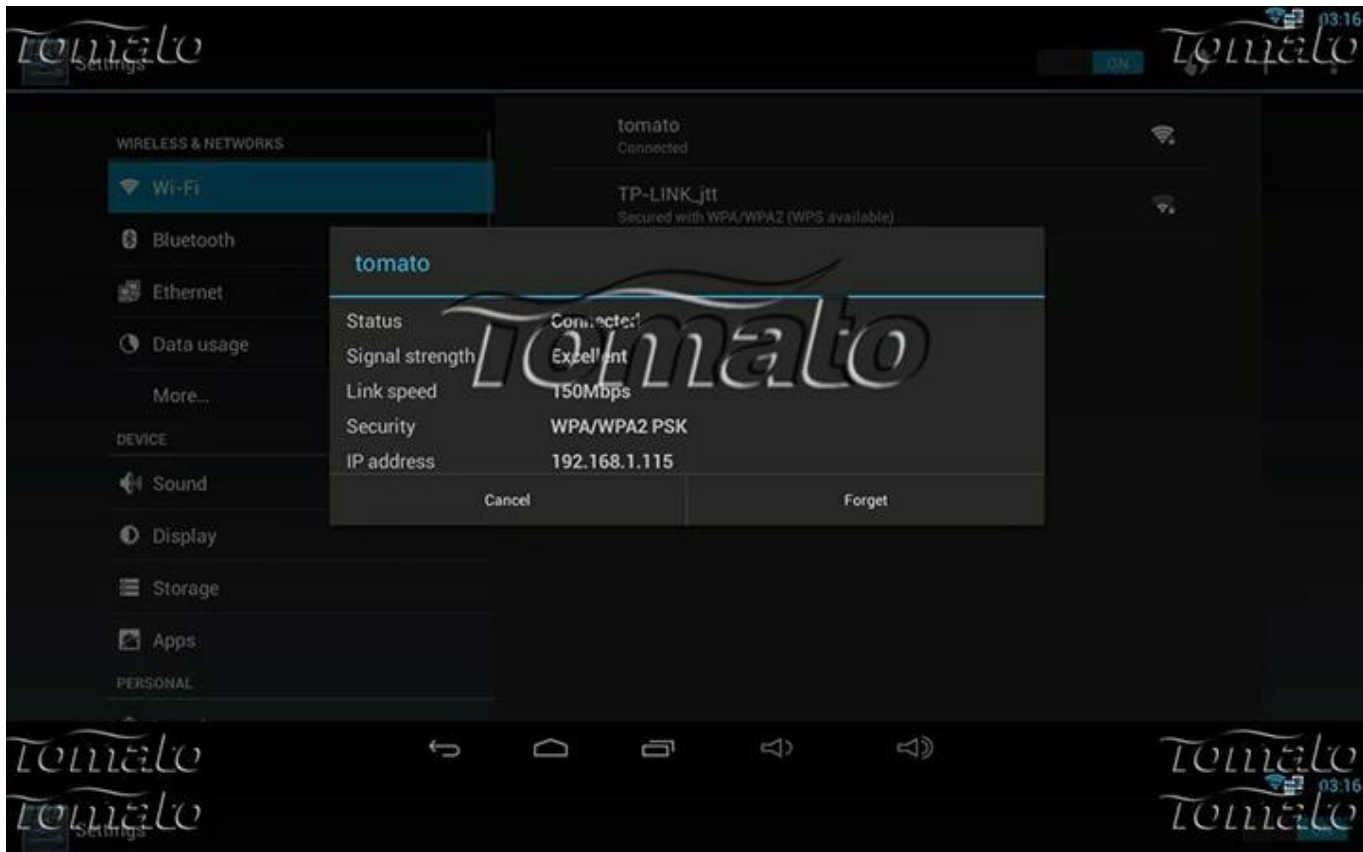 Tomato
03:16
Tomato
Settings
ON
WIRELESS & NETWORKS
Wi-Fi
Bluetooth
Ethernet
Data usage
More...
DEVICE
Sound
Display
Storage
Apps
PERSONAL
tomato
Connected
TP-LINK_jtt
Secured with WPA/WPA2 (WPS available)
tomato
Tomato
Status Connected
Signal strength Excellent
Link speed 150Mbps
Security WPA/WPA2 PSK
IP address 192.168.1.115
Cancel Forget
Tomato
Tomato
03:16
Tomato
Tomato
Settings